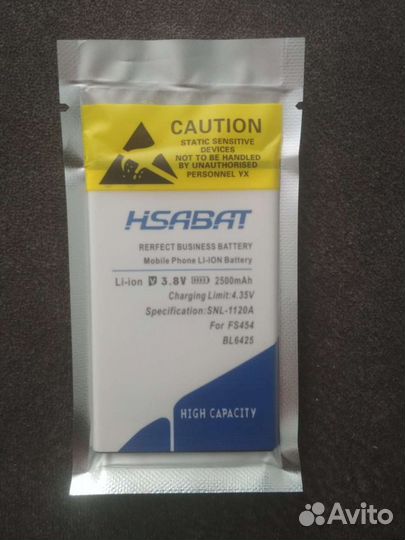 CAUTION
STATIC SENSITIVE
DEVICES
NOT TO BE HANDLED
BY UNAUTHORISED
PERSONNEL YX
HSABAT
RERFECT BUSINESS BATTERY
Mobile Phone Li-ION Battery
Li-ion V 3.8V 2500mAh
Charging Limit:4.35V
Specification:SNL-1120A
For FS454
BL6425
HIGH CAPACITY
Avito